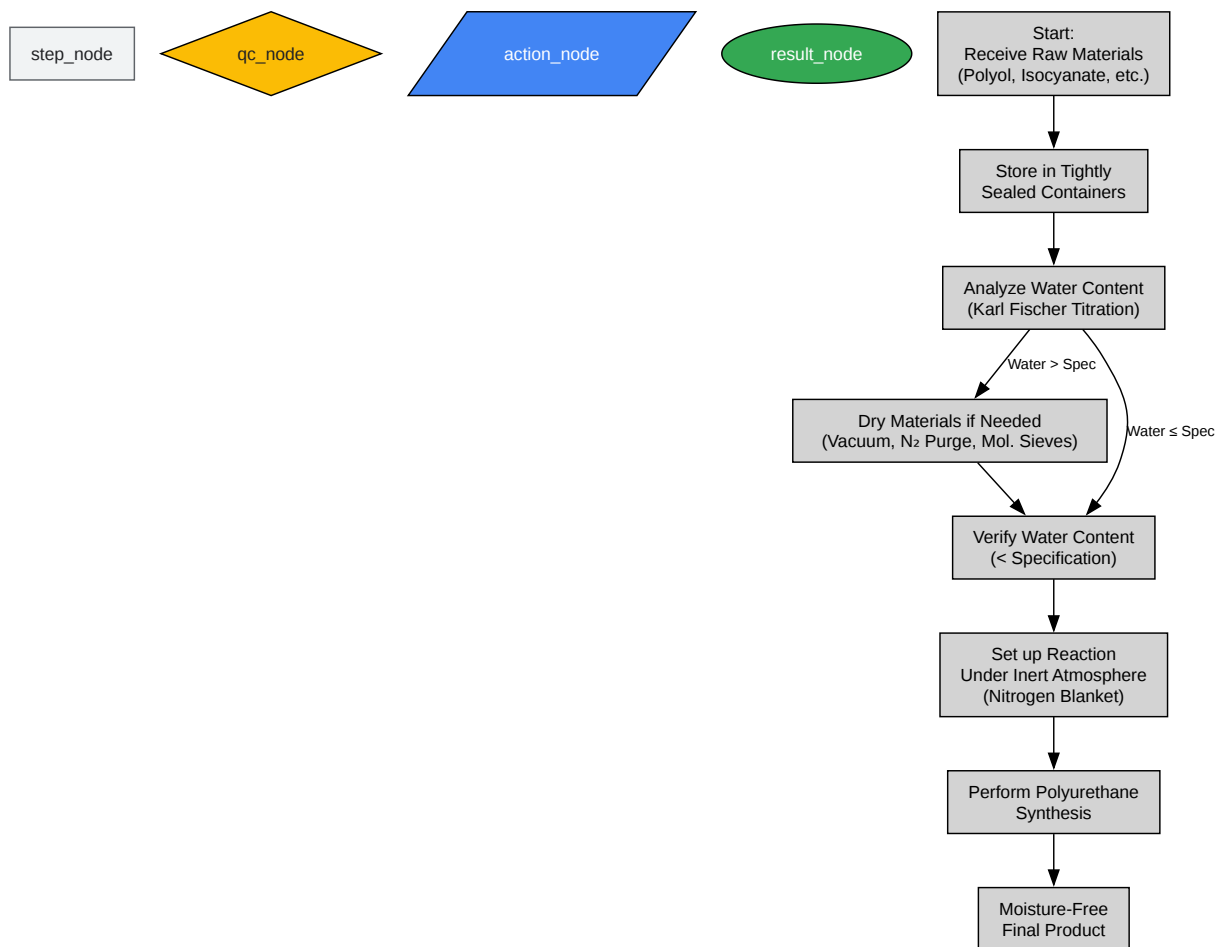 step_node
qc_node
action_node
result_node
Start:
Receive Raw Materials
(Polyol, Isocyanate, etc.)
Store in Tightly
Sealed Containers
Analyze Water Content
(Karl Fischer Titration)
Water > Spec
Dry Materials if Needed
(Vacuum, N₂ Purge, Mol. Sieves)
Water ≤ Spec
Verify Water Content
(< Specification)
Set up Reaction
Under Inert Atmosphere
(Nitrogen Blanket)
Perform Polyurethane
Synthesis
Moisture-Free
Final Product